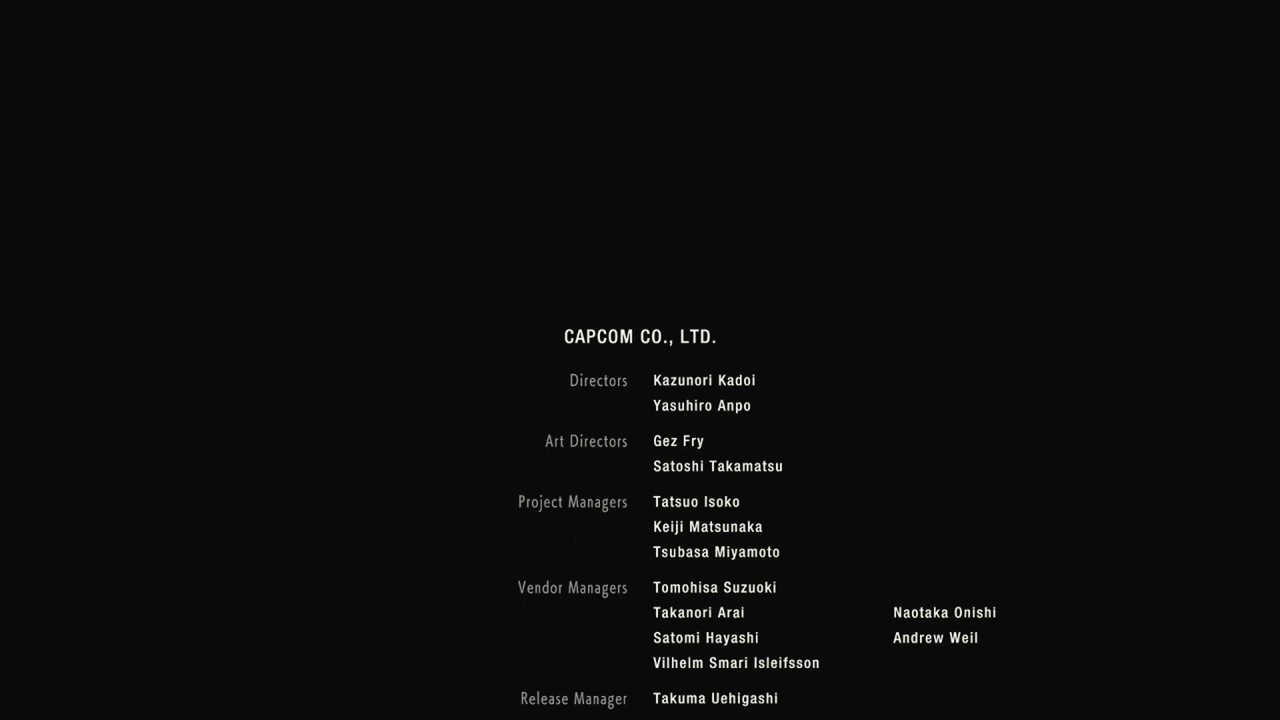 CAPCOM CO., LTD.
Directors Kazunori Kadoi
Yasuhiro Anpo
Art Directors Gez Fry
Satoshi Takamatsu
Project Managers Tatsuo Isoko
Keiji Matsunaka
Tsubasa Miyamoto
Vendor Managers Tomohisa Suzuoki
Takanori Arai Naotaka Onishi
Satomi Hayashi Andrew Weil
Vilhelm Smari Isleifsson
Release Manager Takuma Uehigashi